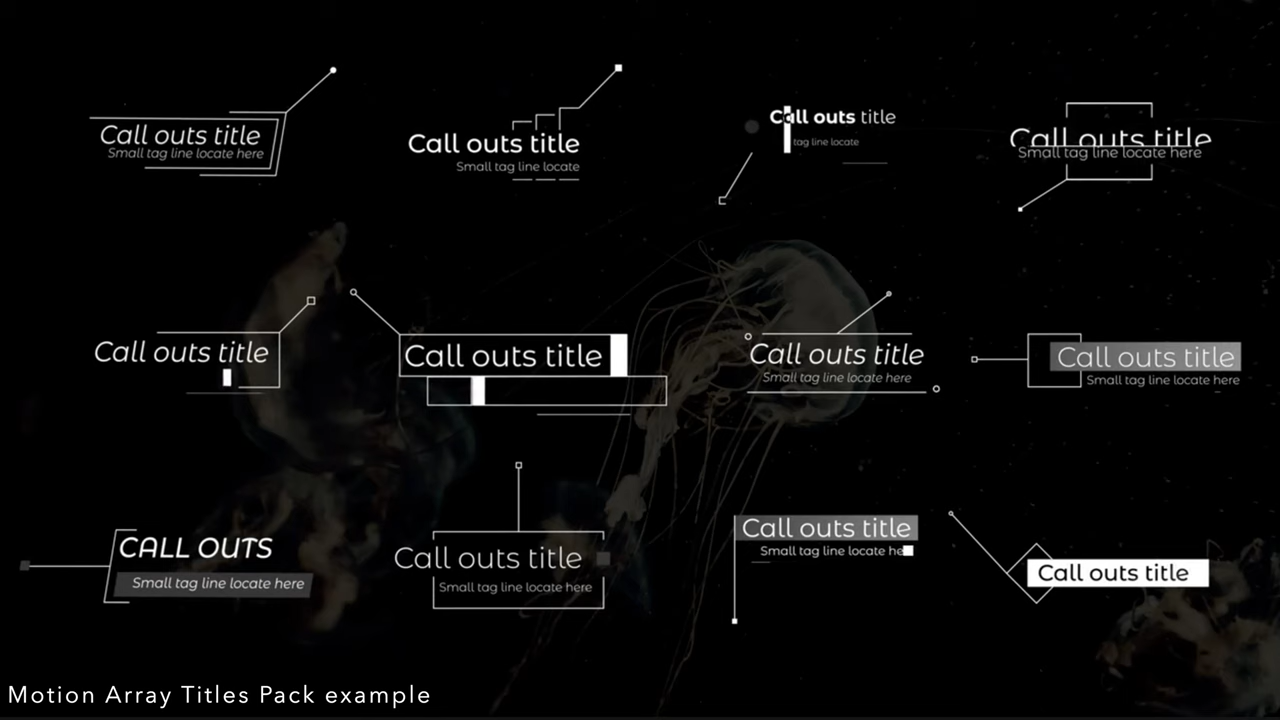 Call outs title
Small tag line locate here
Call outs title
Small tag line locate
Call outs title
tag line locate
Call outs title
Small tag line locate here
Call outs title
Call outs title
Call outs title
Small tag line locate here
Call outs title
Small tag line locate here
CALL OUTS
Small tag line locate here
Call outs title
Small tag line locate here
Call outs title
Small tag line locate he
Call outs title
Motion Array Titles Pack example